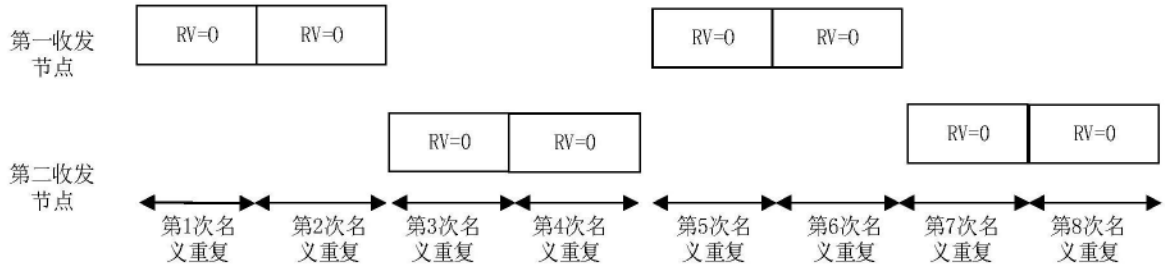 第一收发
节点
RV=0
RV=0
RV=0
RV=0
第二收发
节点
RV=0
RV=0
RV=0
RV=0
第1次名
义重复
第2次名
义重复
第3次名
义重复
第4次名
义重复
第5次名
义重复
第6次名
义重复
第7次名
义重复
第8次名
义重复